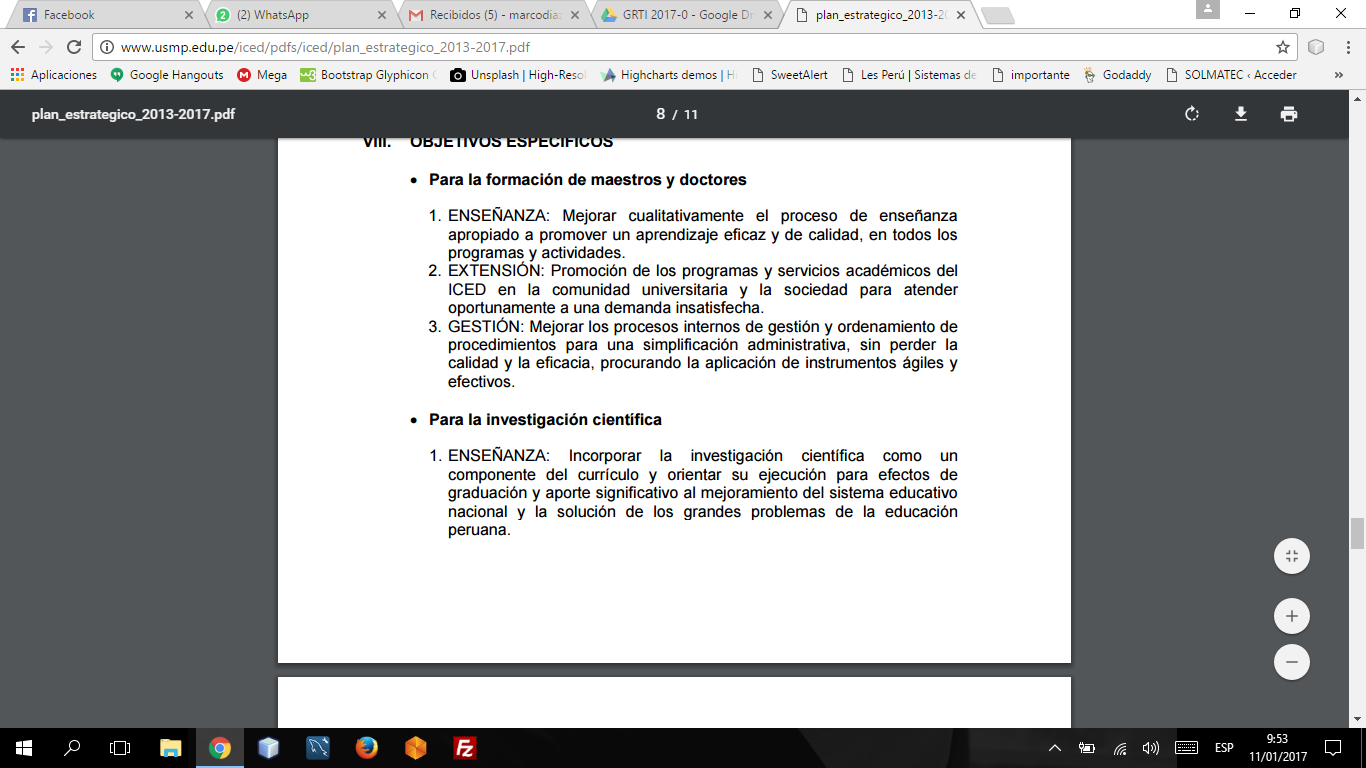 Facebook
(2) WhatsApp
Recibidos (5) - marcodia
GRTI 2017-0 - Google Dr
plan_estrategico_2013-20
www.usmp.edu.pe/iced/pdfs/iced/plan_estrategico_2013-2017.pdf
Aplicaciones
Google Hangouts
Mega
Bootstrap Glyphicon
Unsplash | High-Resol
Highcharts demos | Hi
SweetAlert
Les Perú | Sistemas de
importante
Godaddy
SOLMATEC ‹ Acceder
»
plan_estrategico_2013-2017.pdf
8 / 11
VIII. OBJETIVOS ESPECÍFICOS
• Para la formación de maestros y doctores
1. ENSEÑANZA: Mejorar cualitativamente el proceso de enseñanza
apropiado a promover un aprendizaje eficaz y de calidad, en todos los
programas y actividades.
2. EXTENSIÓN: Promoción de los programas y servicios académicos del
ICED en la comunidad universitaria y la sociedad para atender
oportunamente a una demanda insatisfecha.
3. GESTIÓN: Mejorar los procesos internos de gestión y ordenamiento de
procedimientos para una simplificación administrativa, sin perder la
calidad y la eficacia, procurando la aplicación de instrumentos ágiles y
efectivos.
• Para la investigación científica
1. ENSEÑANZA: Incorporar la investigación científica como un
componente del currículo y orientar su ejecución para efectos de
graduación y aporte significativo al mejoramiento del sistema educativo
nacional y la solución de los grandes problemas de la educación
peruana.
ESP
9:53
11/01/2017